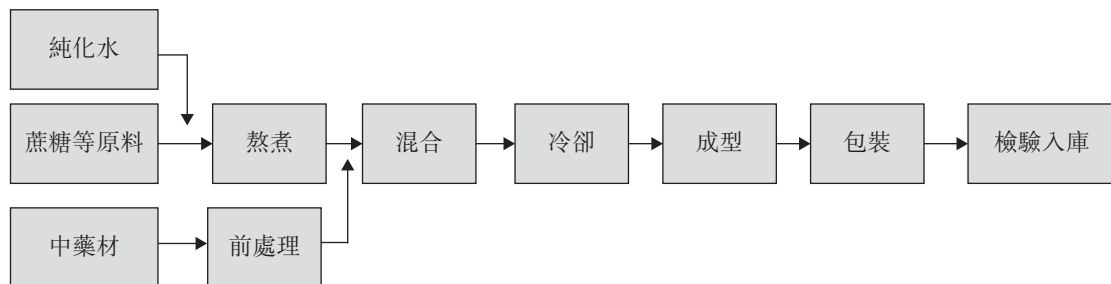 純化水
蔗糖等原料
熬煮
混合
冷卻
成型
包裝
檢驗入庫
中藥材
前處理